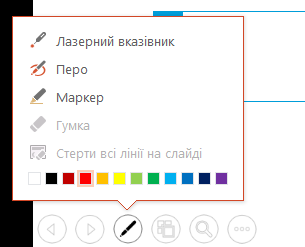 Лазерний вказівник
Перо
Маркер
Гумка
Стерти всі лінії на слайді